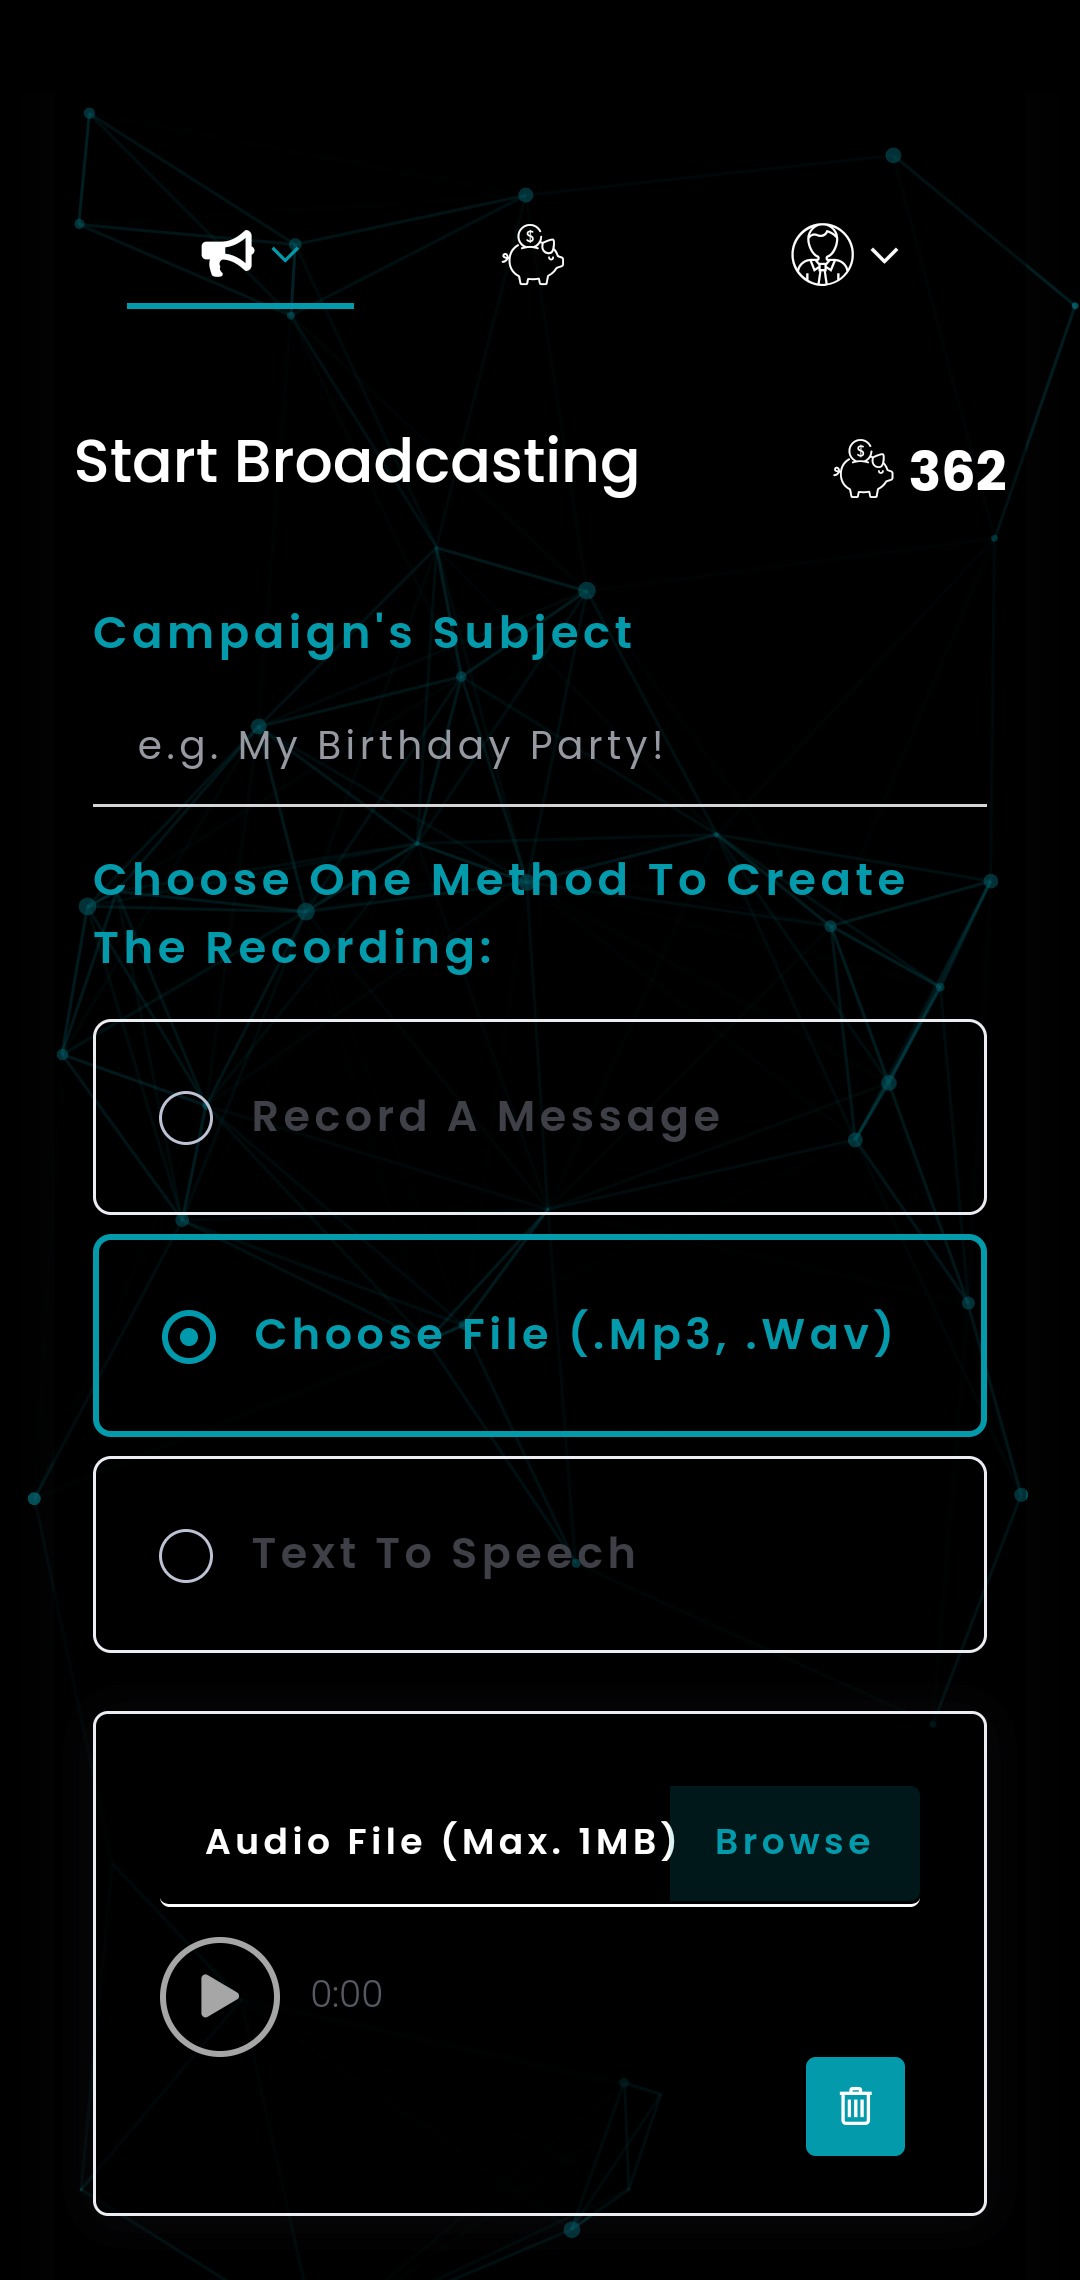 Start Broadcasting
362
Campaign's Subject
e.g. My Birthday Party!
Choose One Method To Create
The Recording:
Record A Message
Choose File (.Mp3, .Wav)
Text To Speech
Audio File (Max. 1MB)
Browse
0:00